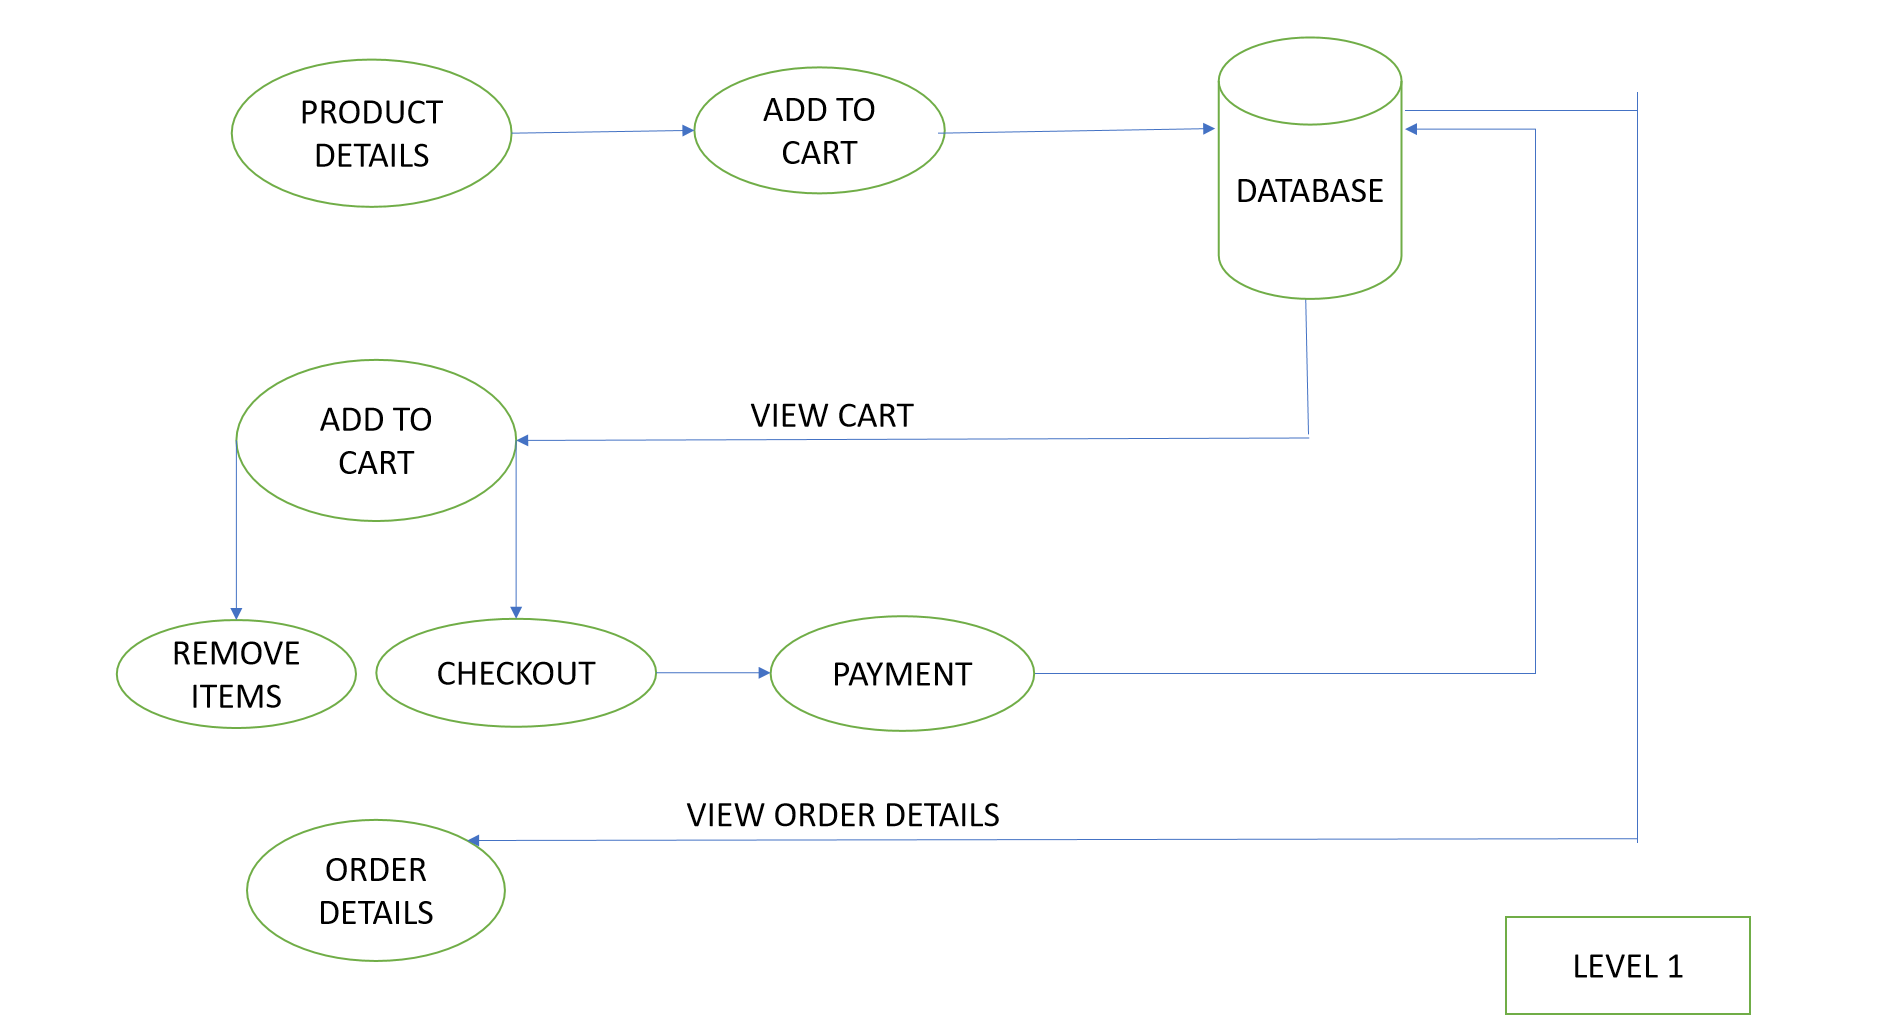 PRODUCT
DETAILS
ADD TO
CART
DATABASE
ADD TO
CART
VIEW CART
REMOVE
ITEMS
CHECKOUT
PAYMENT
VIEW ORDER DETAILS
ORDER
DETAILS
LEVEL 1